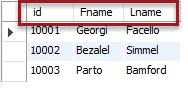 id Fname Lname
10001 Georgi Facello
10002 Bezalel Simmel
10003 Parto Bamford